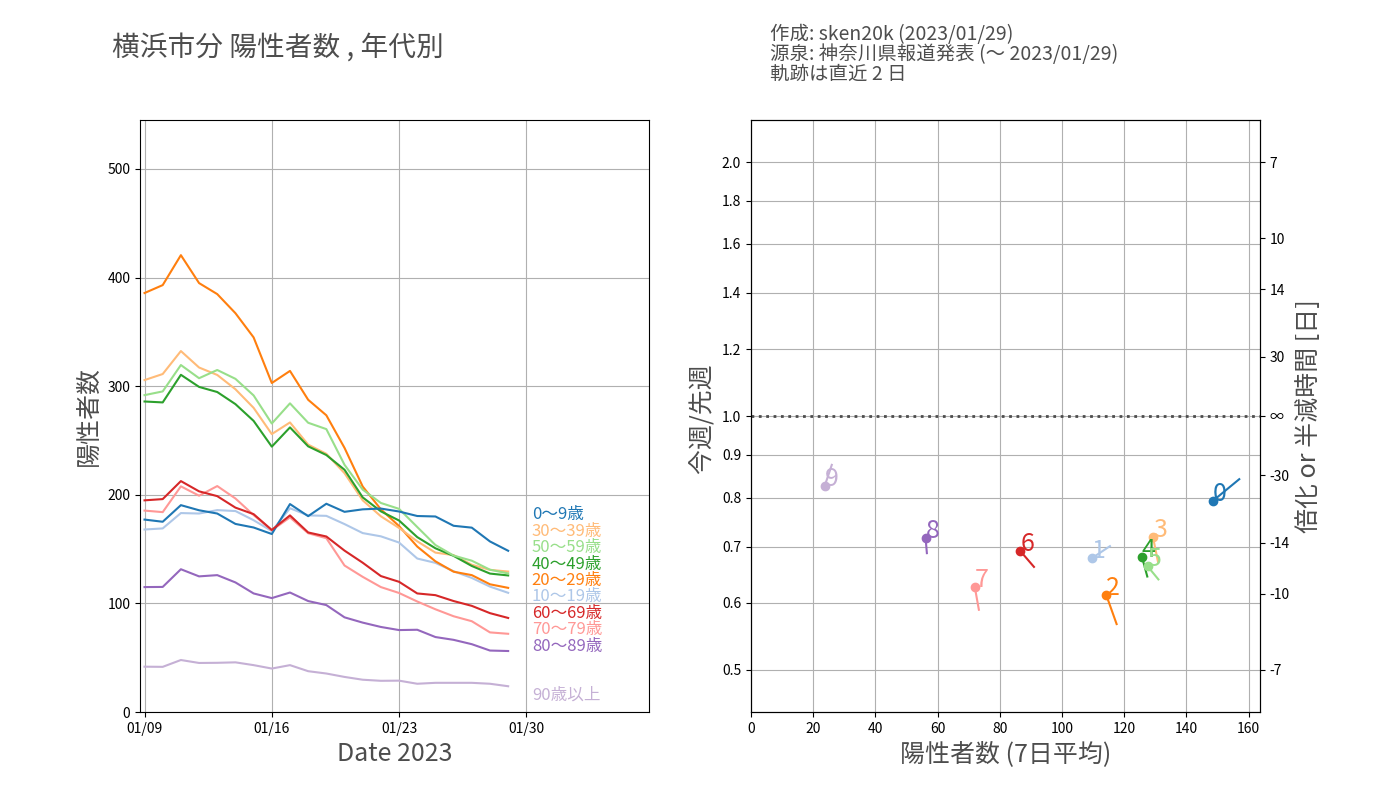 横浜市分 陽性者数 , 年代別
作成: sken20k (2023/01/29)
源泉: 神奈川県報道発表 (〜 2023/01/29)
軌跡は直近 2 日
陽性者数
500
400
300
200
100
0
01/09
01/16
01/23
01/30
Date 2023
0〜9歳
30〜39歳
50〜59歳
40〜49歳
20〜29歳
10〜19歳
60〜69歳
70〜79歳
80〜89歳
90歳以上
今週/先週
2.0
1.8
1.6
1.4
1.2
1.0
0.9
0.8
0.7
0.6
0.5
9
0
8
3
6
4
1
5
7
2
0
20
40
60
80
100
120
140
160
陽性者数 (7日平均)
7
10
14
30
∞
-30
-14
-10
-7
倍化 or 半減時間 [日]